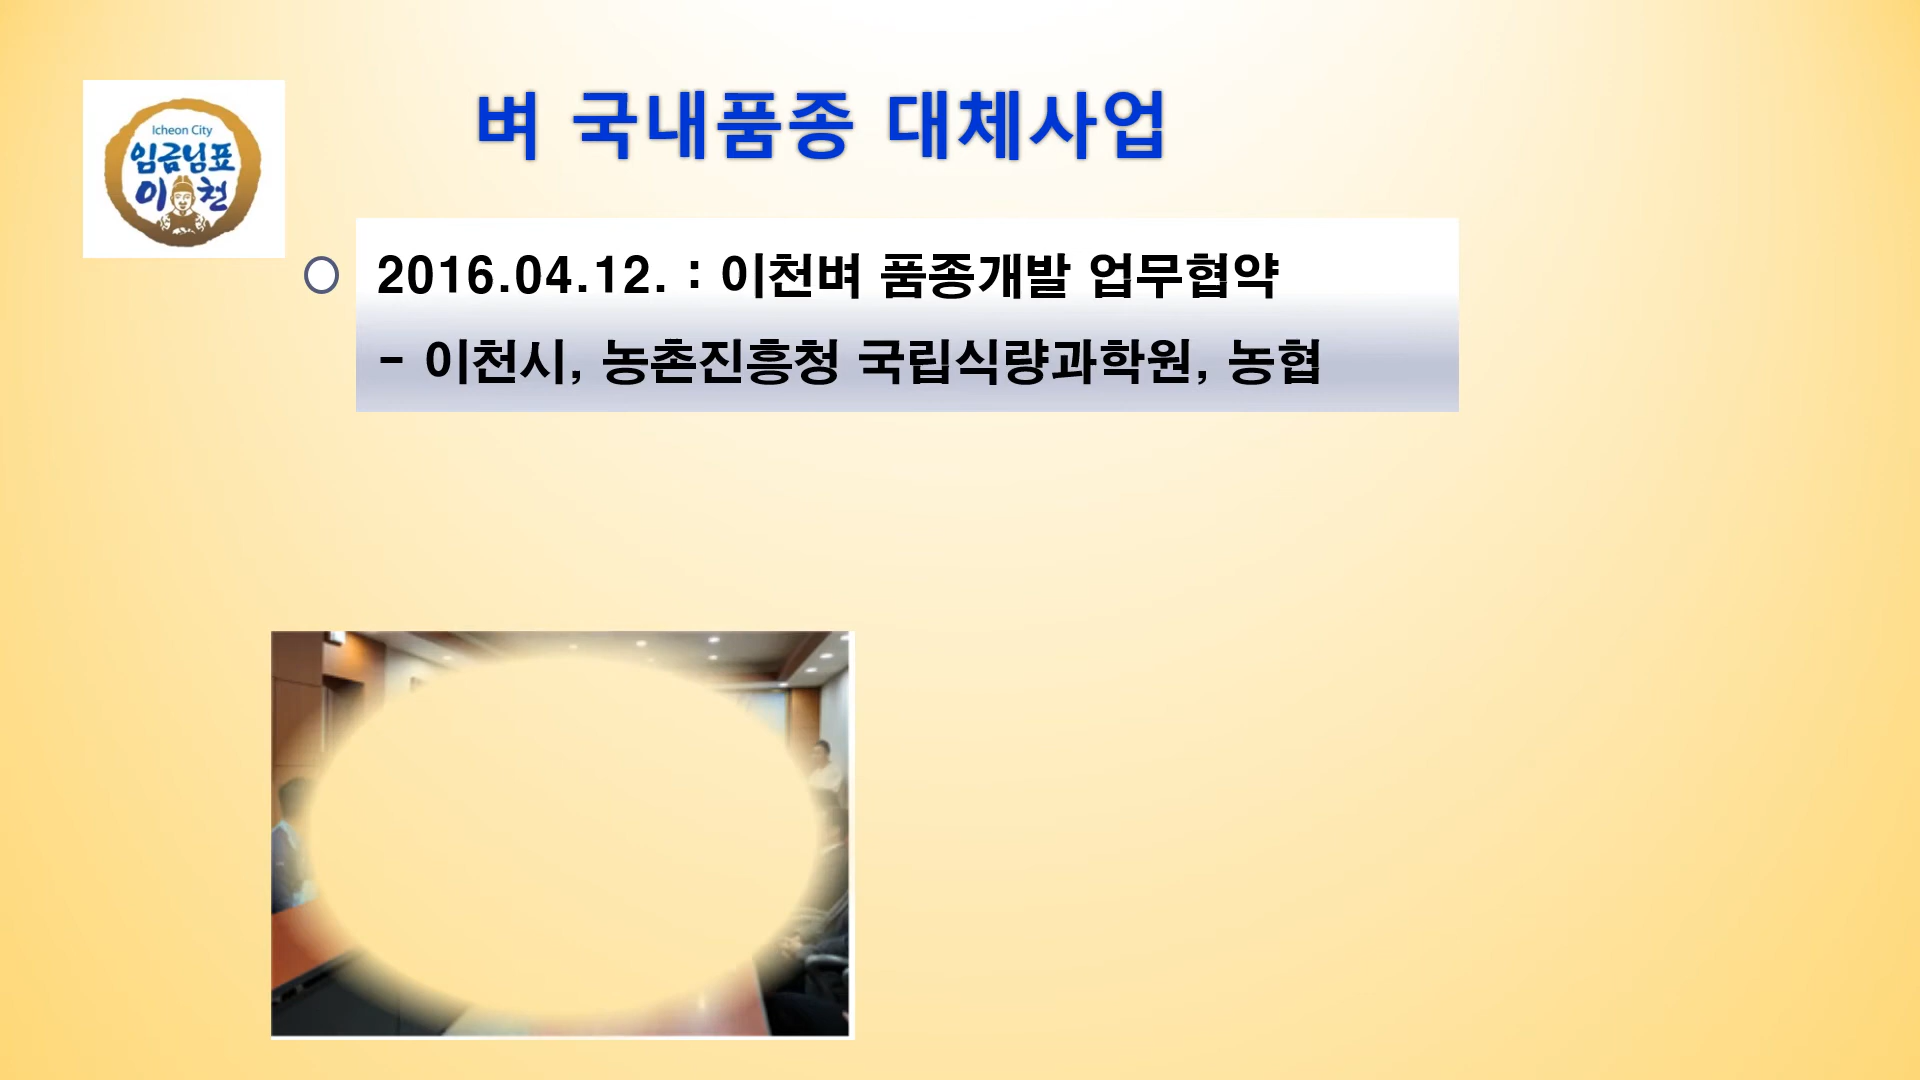 벼 국내품종 대체사업
Icheon City
임금님표
이천
2016.04.12. : 이천벼 품종개발 업무협약
- 이천시, 농촌진흥청 국립식량과학원, 농협